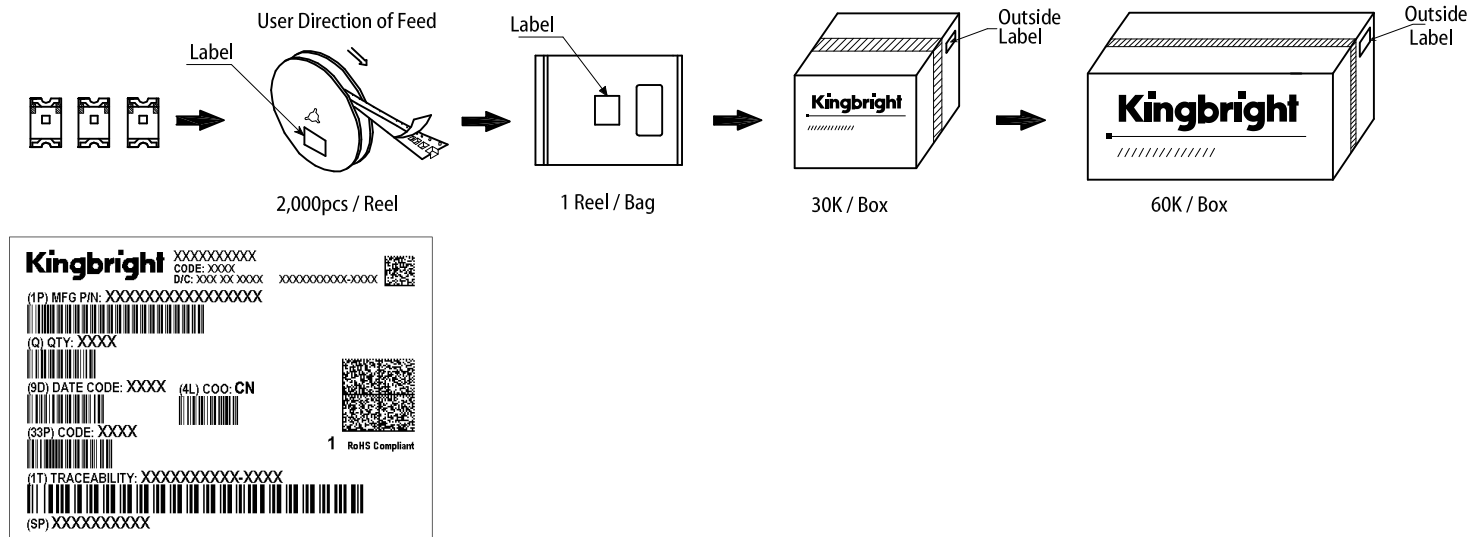 User Direction of Feed
Label
Label
Outside
Label
Outside
Label
Kingbright
Kingbright
2,000pcs / Reel
1 Reel / Bag
30K / Box
60K / Box
Kingbright
XXXXXXXXXX
CODE: XXXX
D/C: XXX XX XXXX XXXXXXXXXX-XXXX
(1P) MFG P/N: XXXXXXXXXXXXXXXX
(Q) QTY: XXXX
(9D) DATE CODE: XXXX (4L) COO: CN
(33P) CODE: XXXX
1 RoHS Compliant
(1T) TRACEABILITY: XXXXXXXXXX-XXXX
(SP) XXXXXXXXXX